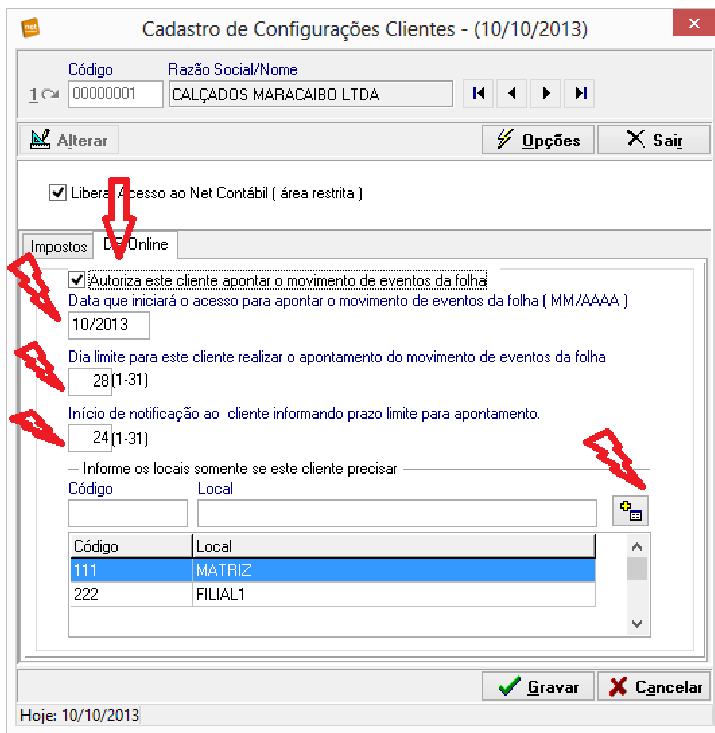 net
Cadastro de Configurações Clientes - (10/10/2013)
Código Razão Social/Nome
1 00000001 CALÇADOS MARACAIBO LTDA
Alterar Opções Sair
Liberar Acesso ao Net Contábil ( área restrita )
Impostos Online
Autoriza este cliente apontar o movimento de eventos da folha
Data que iniciará o acesso para apontar o movimento de eventos da folha ( MM/AAAA )
10/2013
Dia limite para este cliente realizar o apontamento do movimento de eventos da folha
28 (1-31)
Início de notificação ao cliente informando prazo limite para apontamento.
24 (1-31)
Informe os locais somente se este cliente precisar
Código Local
Código Local
111 MATRIZ
222 FILIAL1
Gravar Cancelar
Hoje: 10/10/2013